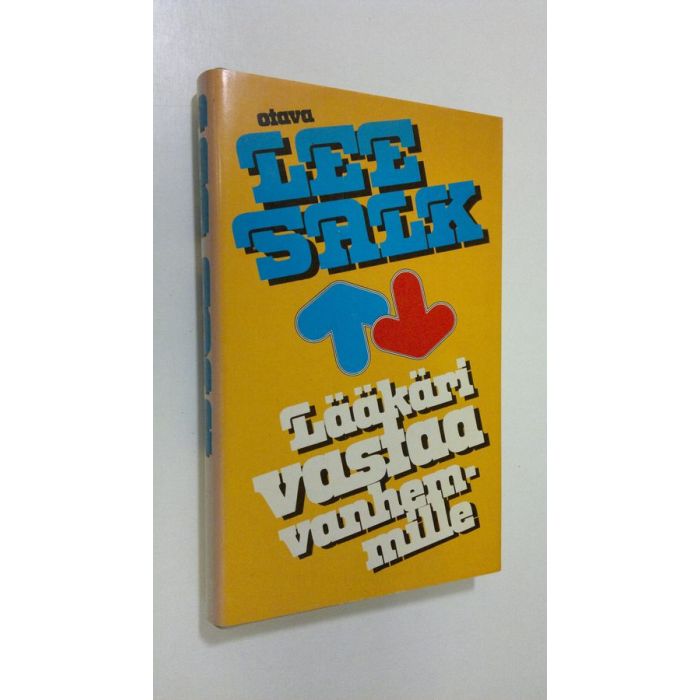 otava
LEE
SALK
Lääkäri
vastaa
vanhem-
mille